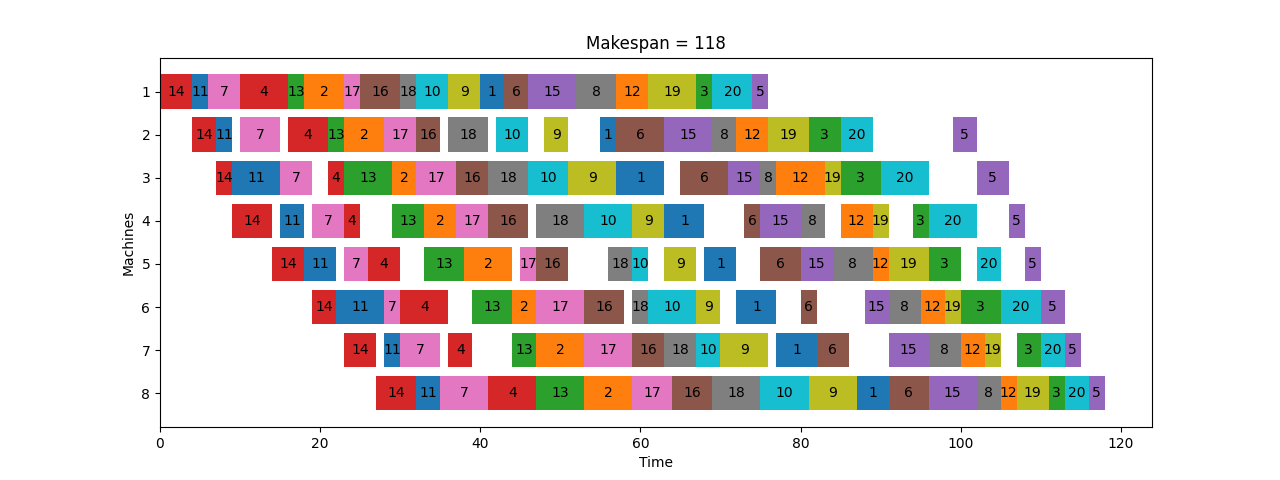 Makespan = 118
1 14 11 7 4 13 2 17 16 18 10 9 1 6 15 8 12 19 3 20 5
2 14 11 7 4 13 2 17 16 18 10 9 1 6 15 8 12 19 3 20 5
3 14 11 7 4 13 2 17 16 18 10 9 1 6 15 8 12 19 3 20 5
4 14 11 7 4 13 2 17 16 18 10 9 1 6 15 8 12 19 3 20 5
5 14 11 7 4 13 2 17 16 18 10 9 1 6 15 8 12 19 3 20 5
6 14 11 7 4 13 2 17 16 18 10 9 1 6 15 8 12 19 3 20 5
7 14 11 7 4 13 2 17 16 18 10 9 1 6 15 8 12 19 3 20 5
8 14 11 7 4 13 2 17 16 18 10 9 1 6 15 8 12 19 3 20 5
Machines
0 20 40 60 80 100 120
Time